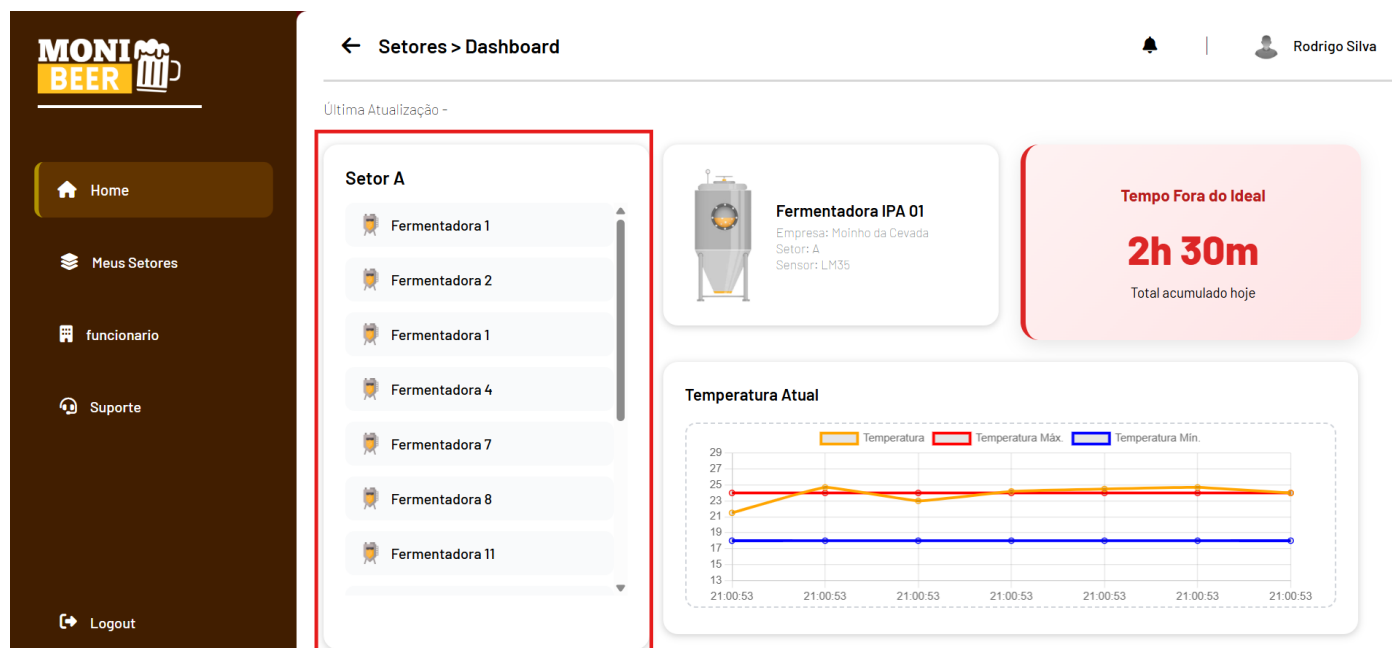 MONI
BEER
Home
Meus Setores
funcionario
Suporte
Logout
Setores > Dashboard
Rodrigo Silva
Última Atualização -
Setor A
Fermentadora 1
Fermentadora 2
Fermentadora 1
Fermentadora 4
Fermentadora 7
Fermentadora 8
Fermentadora 11
Fermentadora IPA 01
Empresa: Moinho da Cevada
Setor: A
Sensor: LM35
Tempo Fora do Ideal
2h 30m
Total acumulado hoje
Temperatura Atual
Temperatura Temperatura Máx. Temperatura Mín.
29
27
25
23
21
19
17
15
13
21:00:53 21:00:53 21:00:53 21:00:53 21:00:53 21:00:53 21:00:53